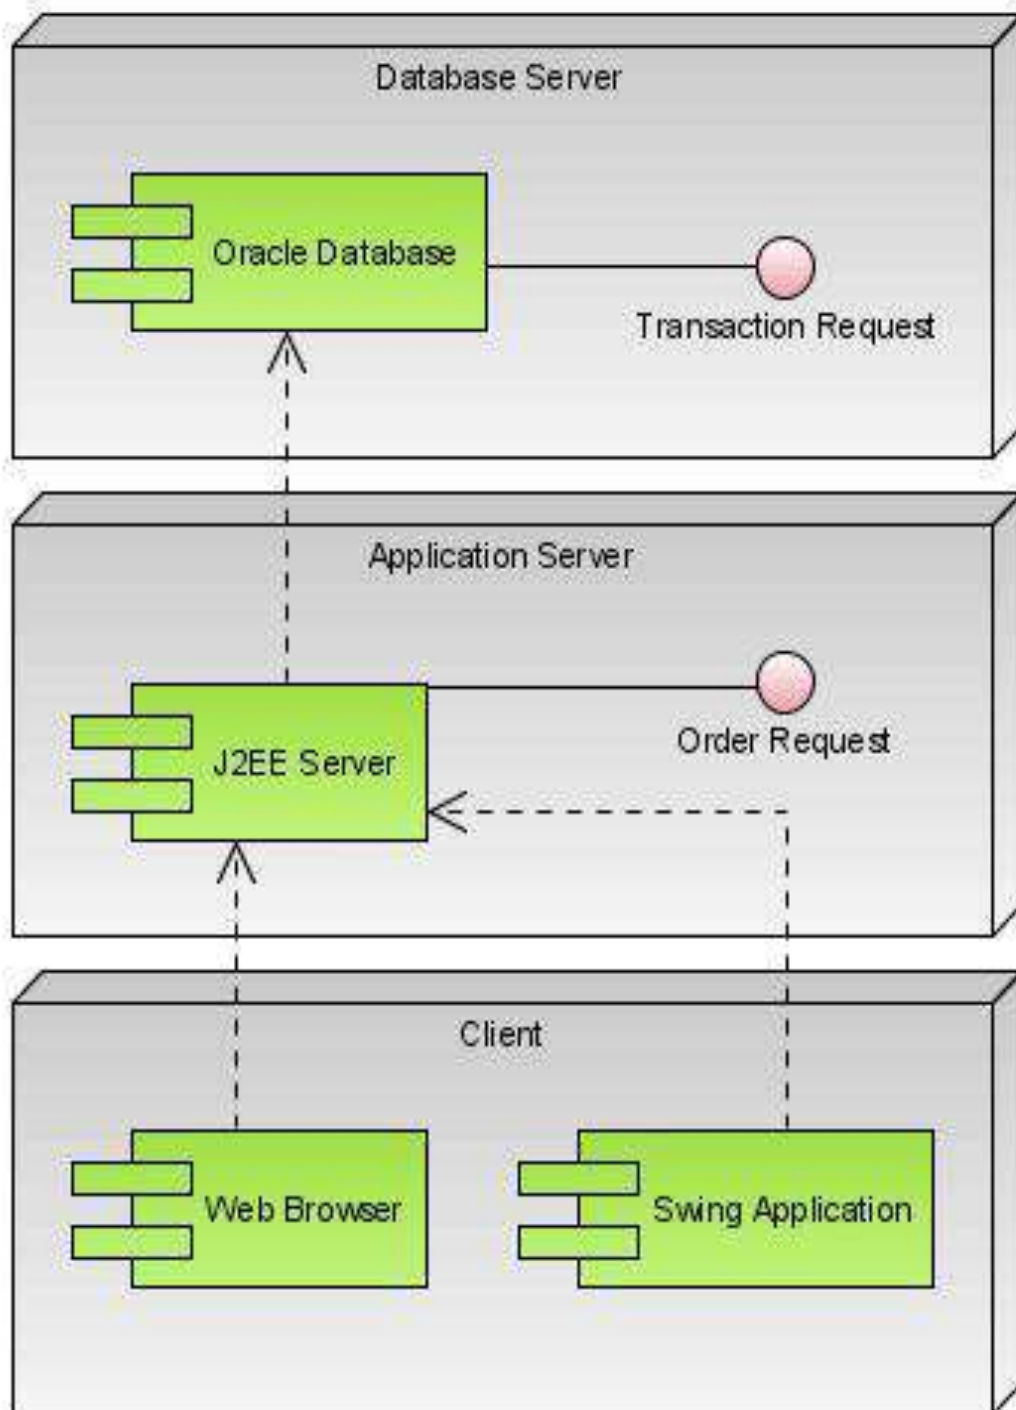 Database Server
Oracle Database
Transaction Request
Application Server
Order Request
J2EE Server
Client
Web Browser
Swing Application